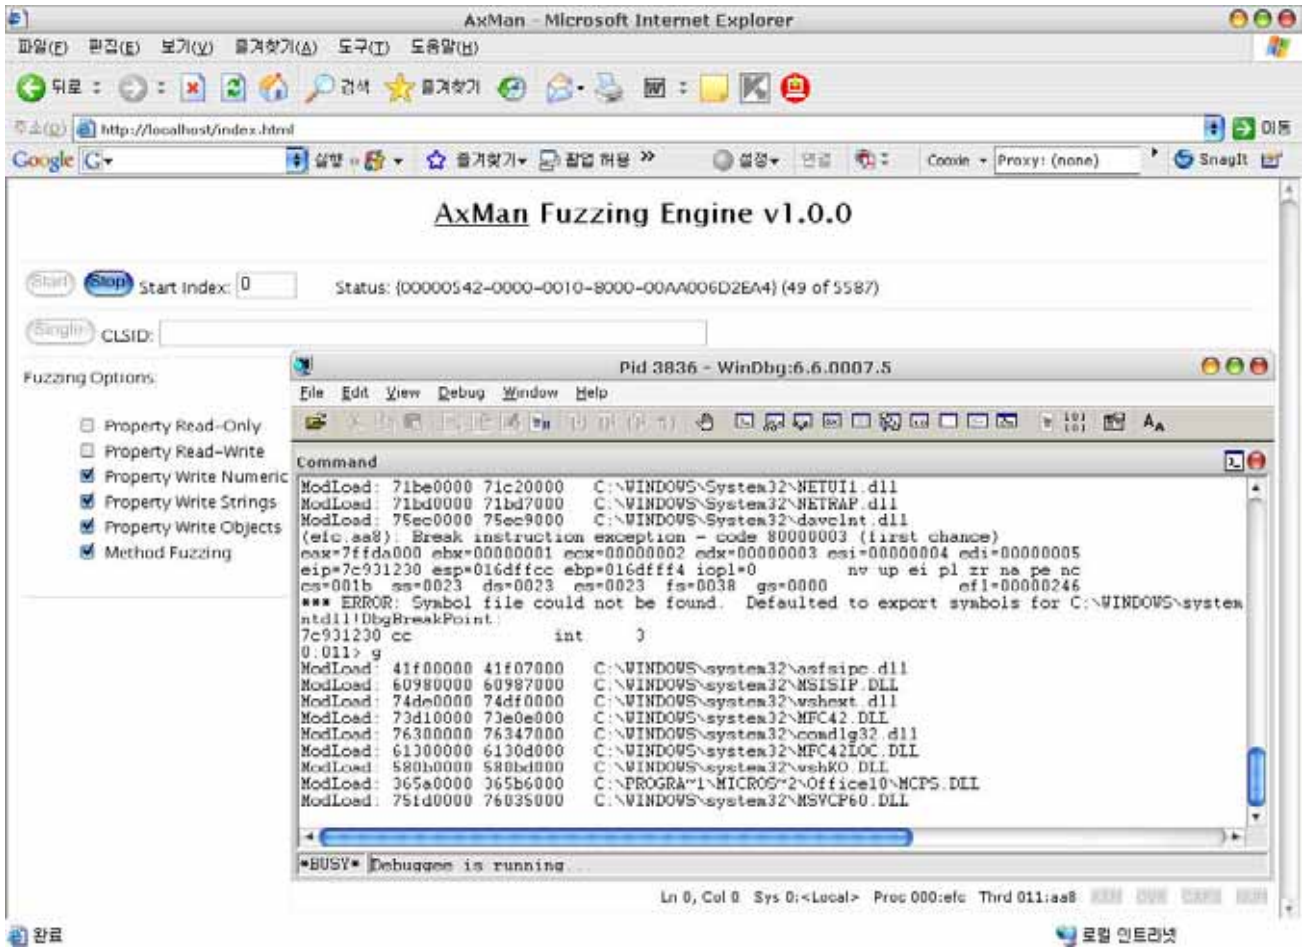 AxMan - Microsoft Internet Explorer
파일(F) 편집(E) 보기(V) 즐겨찾기(A) 도구(T) 도움말(H)
뒤로 검색 즐겨찾기
주소(D) http://localhost/index.html 이동
Google G 실행 즐겨찾기 팝업 허용 » 설정 연결 Cooxin Proxy: (none) SnagIt
AxMan Fuzzing Engine v1.0.0
Start Stop Start Index: 0 Status: {00000542-0000-0010-8000-00AA006D2EA4} (49 of 5587)
Single CLSID:
Fuzzing Options:
Property Read-Only
Property Read-Write
Property Write Numeric
Property Write Strings
Property Write Objects
Method Fuzzing
Pid 3836 - WinDbg:6.6.0007.5
File Edit View Debug Window Help
Command
ModLoad: 71be0000 71c20000 C:\WINDOWS\System32\NETUI1.dll
ModLoad: 71bd0000 71bd7000 C:\WINDOWS\System32\NETRAP.dll
ModLoad: 75ec0000 75ec9000 C:\WINDOWS\System32\davclnt.dll
(efc.aa8): Break instruction exception - code 80000003 (first chance)
eax=7ffda000 ebx=00000001 ecx=00000002 edx=00000003 esi=00000004 edi=00000005
eip=7c931230 esp=016dffcc ebp=016dfff4 iopl=0 nv up ei pl zr na pe nc
cs=001b ss=0023 ds=0023 es=0023 fs=0038 gs=0000 efl=00000246
*** ERROR: Symbol file could not be found. Defaulted to export symbols for C:\WINDOWS\system
ntdll!DbgBreakPoint:
7c931230 cc int 3
0:011> g
ModLoad: 41f00000 41f07000 C:\WINDOWS\system32\asfsipc.dll
ModLoad: 60980000 60987000 C:\WINDOWS\system32\MSISIP.DLL
ModLoad: 74de0000 74df0000 C:\WINDOWS\system32\wshext.dll
ModLoad: 73d10000 73e0e000 C:\WINDOWS\system32\MFC42.DLL
ModLoad: 76300000 76347000 C:\WINDOWS\system32\comdlg32.dll
ModLoad: 61300000 6130d000 C:\WINDOWS\system32\MFC42LOC.DLL
ModLoad: 580b0000 580bd000 C:\WINDOWS\system32\wshKO.DLL
ModLoad: 365a0000 365b6000 C:\PROGRA~1\MICROS~2\Office10\MCPS.DLL
ModLoad: 75fd0000 76035000 C:\WINDOWS\system32\MSVCP60.DLL
*BUSY* Debuggee is running...
Ln 0, Col 0 Sys 0:<Local> Proc 000:efc Thrd 011:aa8 ASM OVR CAPS NUM
완료 로컬 인트라넷